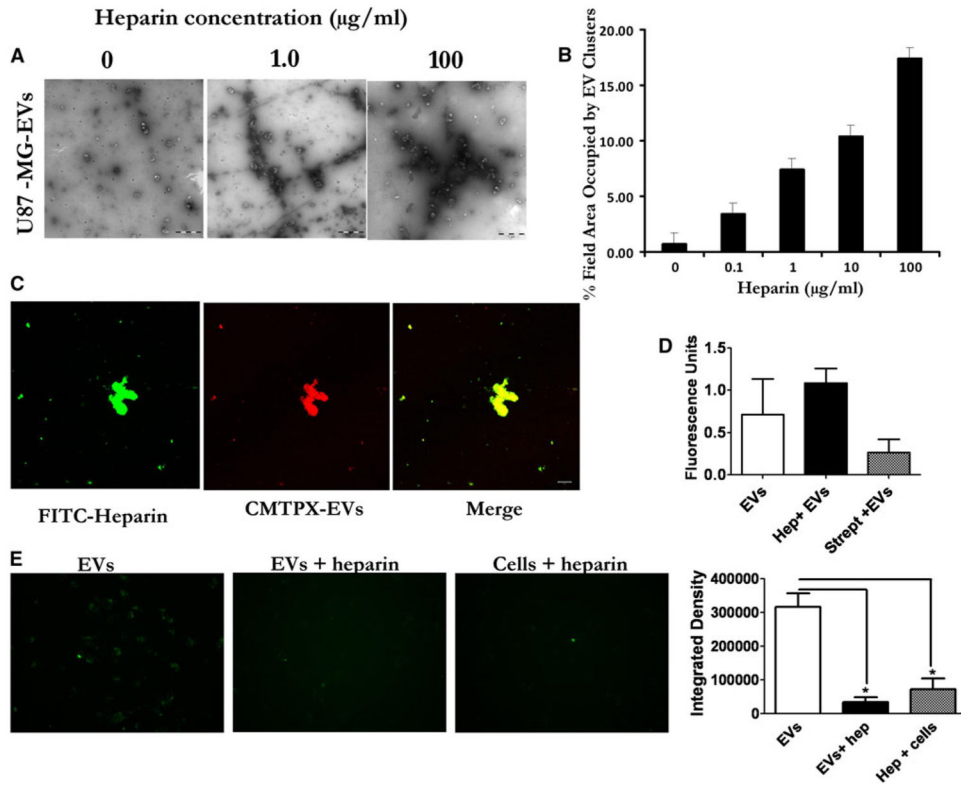 Heparin concentration (µg/ml)
A
0
1.0
100
U87 -MG-EVs
B
% Field Area Occupied by EV Clusters
20.00
15.00
10.00
5.00
0.00
0
0.1
1
10
100
Heparin (µg/ml)
C
FITC-Heparin
CMTPX-EVs
Merge
D
Fluorescence Units
1.5
1.0
0.5
0.0
EVs
Hep+ EVs
Strept +EVs
E
EVs
EVs + heparin
Cells + heparin
Integrated Density
400000
300000
200000
100000
0
*
*
EVs
EVs+ hep
Hep + cells